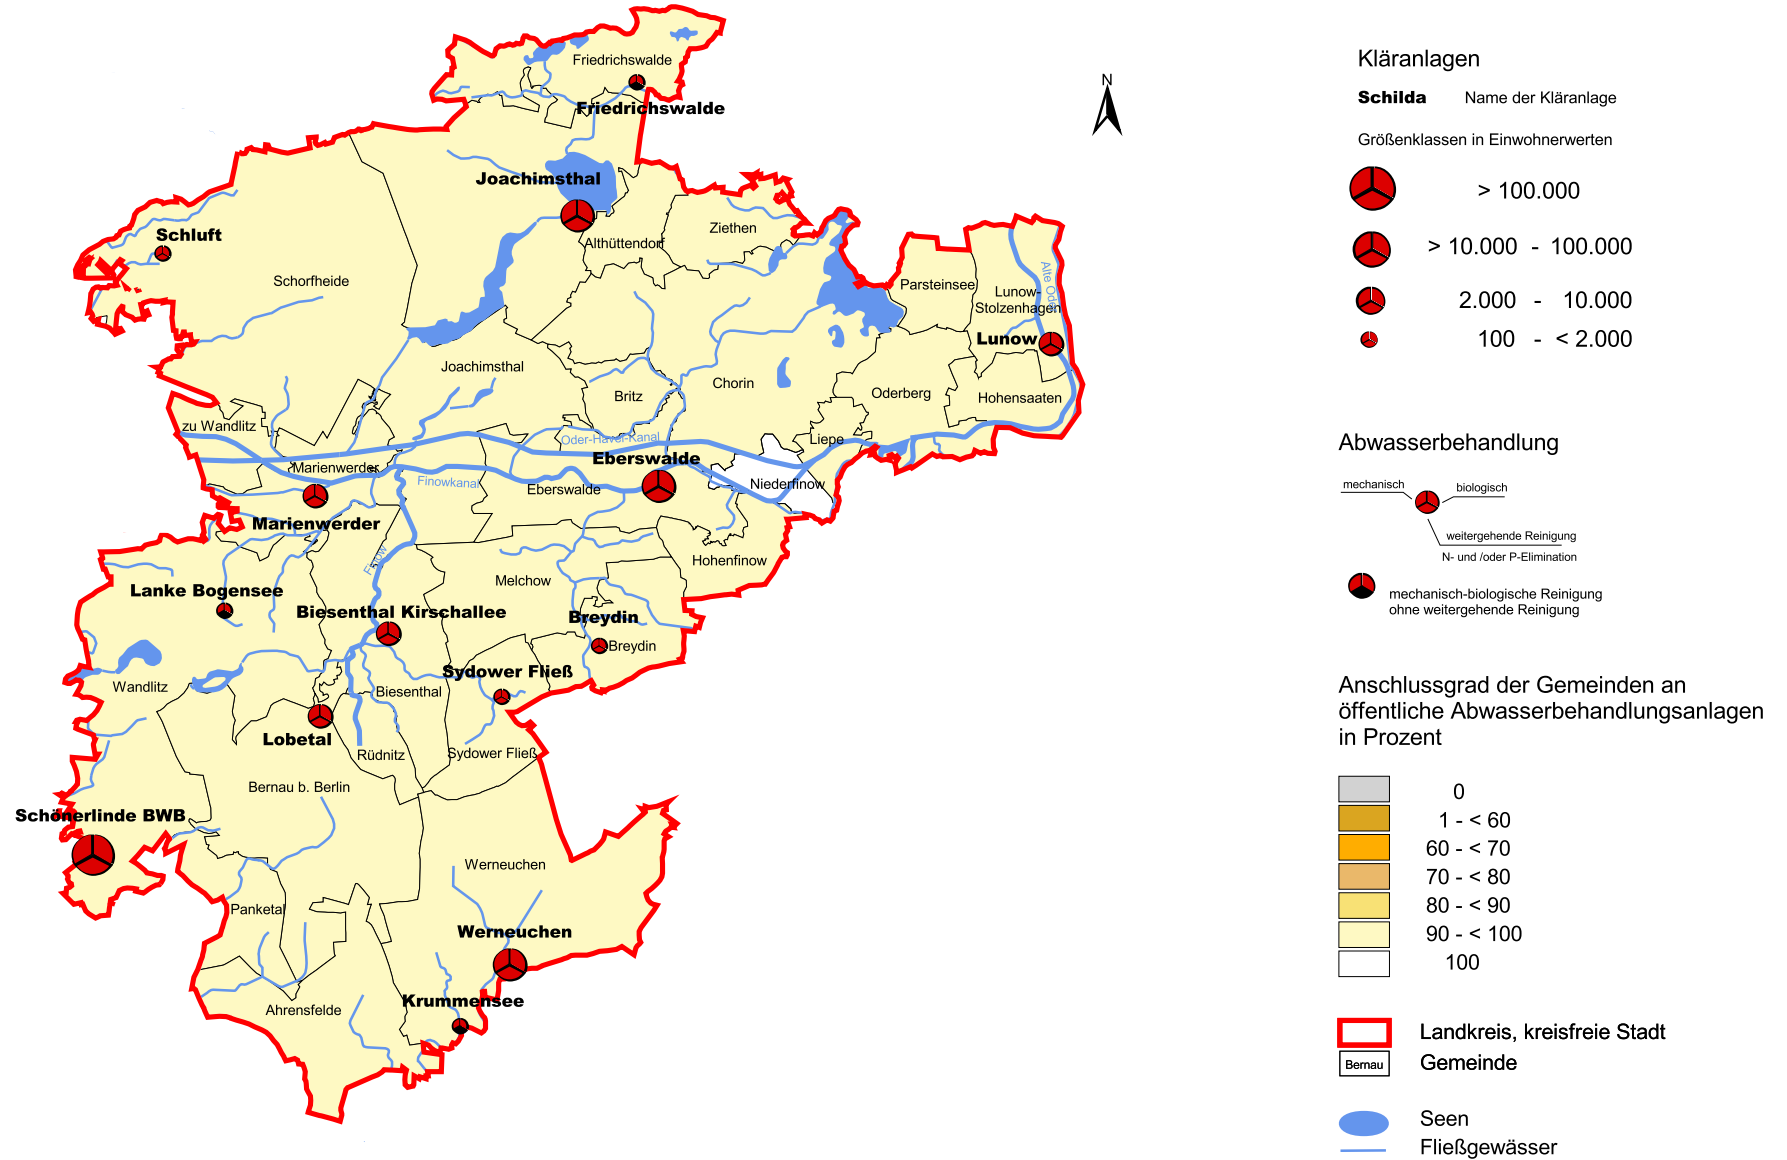 Friedrichswalde
Friedrichswalde
Joachimsthal
Schluft
Ziethen
Althüttendorf
Schorfheide
Parsteinsee
Lunow-
Stolzenhagen
Alte Oder
Lunow
Joachimsthal
Chorin
Britz
Oderberg
Hohensaaten
zu Wandlitz
Liepe
Oder-Havel-Kanal
Eberswalde
Marienwerder
Finowkanal
Eberswalde
Niederfinow
Marienwerder
Finow
Hohenfinow
Melchow
Lanke Bogensee
Biesenthal Kirschallee
Breydin
Breydin
Sydower Fließ
Wandlitz
Biesenthal
Lobetal
Rüdnitz
Sydower Fließ
Bernau b. Berlin
Schönerlinde BWB
Werneuchen
Panketal
Werneuchen
Krummensee
Ahrensfelde
N
Kläranlagen
Schilda Name der Kläranlage
Größenklassen in Einwohnerwerten
> 100.000
> 10.000 - 100.000
2.000 - 10.000
100 - < 2.000
Abwasserbehandlung
mechanisch
biologisch
weitergehende Reinigung
N- und /oder P-Elimination
mechanisch-biologische Reinigung
ohne weitergehende Reinigung
Anschlussgrad der Gemeinden an
öffentliche Abwasserbehandlungsanlagen
in Prozent
0
1 - < 60
60 - < 70
70 - < 80
80 - < 90
90 - < 100
100
Landkreis, kreisfreie Stadt
Bernau Gemeinde
Seen
Fließgewässer